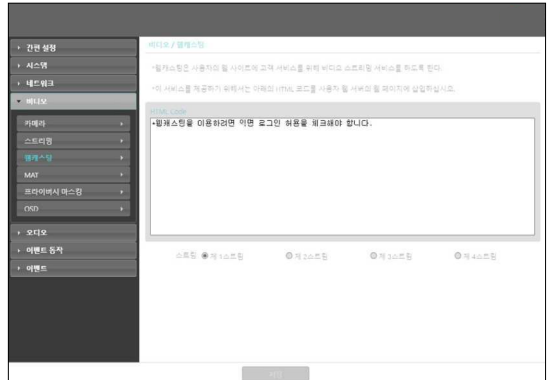 간편 설정
시스템
네트워크
비디오
카메라
스트리밍
웹캐스팅
MAT
프라이버시 마스킹
OSD
오디오
이벤트 동작
이벤트
비디오 / 웹캐스팅
*웹캐스팅은 사용자의 웹 사이트에 고객 서비스를 위해 비디오 스트리밍 서비스를 하도록 한다.
*이 서비스를 제공하기 위해서는 아래의 HTML 코드를 사용자 웹 서버의 웹 페이지에 삽입하십시오.
HTML Code
*웹캐스팅을 이용하려면 익명 로그인 허용을 체크해야 합니다.
스트림 제 1스트림 제 2스트림 제 3스트림 제 4스트림